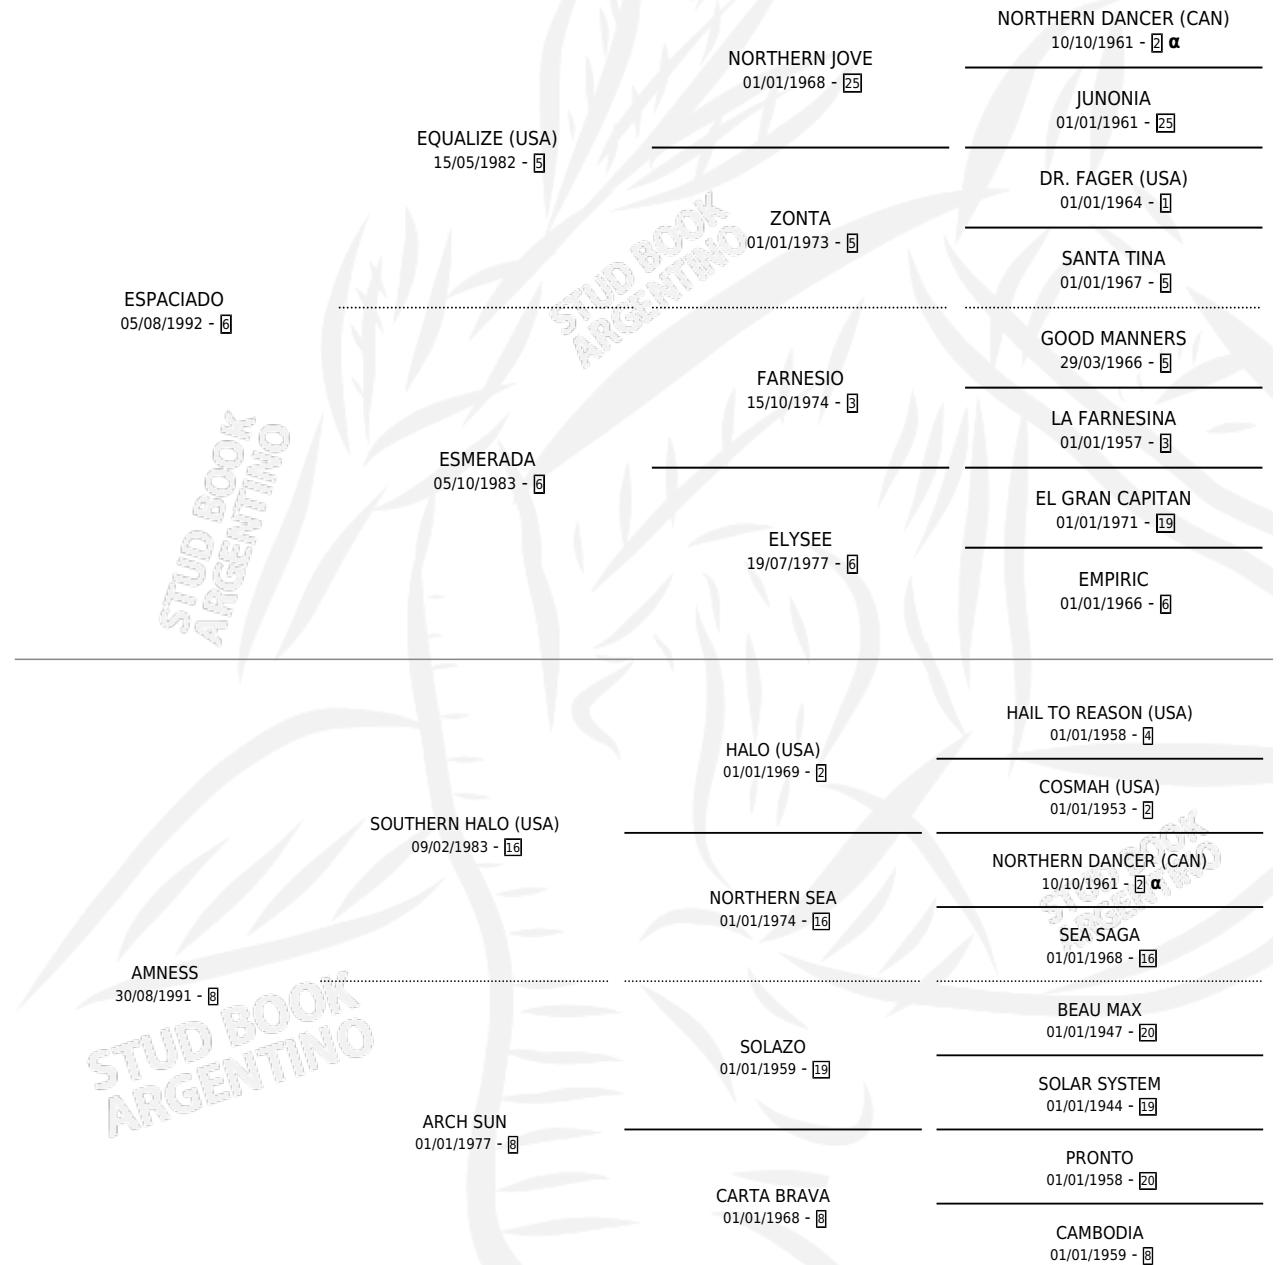 NORTHERN DANCER (CAN)
10/10/1961 - 2 α
NORTHERN JOVE
01/01/1968 - 25
JUNONIA
01/01/1961 - 25
EQUALIZE (USA)
15/05/1982 - 5
DR. FAGER (USA)
01/01/1964 - 1
ZONTA
01/01/1973 - 5
SANTA TINA
01/01/1967 - 5
STUD BOOK
ARGENTINO
ESPACIADO
05/08/1992 - 6
GOOD MANNERS
29/03/1966 - 5
FARNESIO
15/10/1974 - 3
LA FARNESINA
01/01/1957 - 3
ESMERADA
05/10/1983 - 6
EL GRAN CAPITAN
01/01/1971 - 19
ELYSEE
19/07/1977 - 6
EMPIRIC
01/01/1966 - 6
STUD BOOK
ARGENTINO
HAIL TO REASON (USA)
01/01/1958 - 4
HALO (USA)
01/01/1969 - 2
COSMAH (USA)
01/01/1953 - 2
SOUTHERN HALO (USA)
09/02/1983 - 16
NORTHERN DANCER (CAN)
10/10/1961 - 2 α
STUD BOOK
ARGENTINO
NORTHERN SEA
01/01/1974 - 16
SEA SAGA
01/01/1968 - 16
AMNESS
30/08/1991 - 8
STUD BOOK
ARGENTINO
BEAU MAX
01/01/1947 - 20
SOLAZO
01/01/1959 - 19
SOLAR SYSTEM
01/01/1944 - 19
ARCH SUN
01/01/1977 - 8
PRONTO
01/01/1958 - 20
CARTA BRAVA
01/01/1968 - 8
CAMBODIA
01/01/1959 - 8